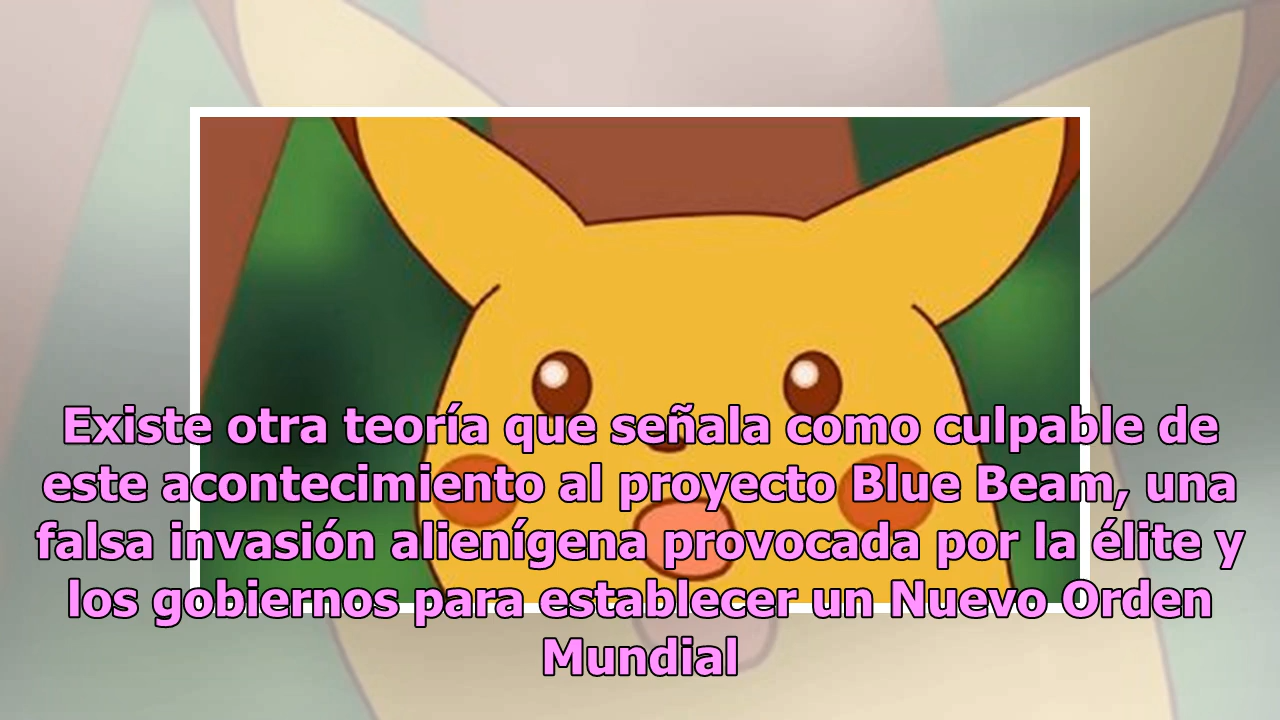 Existe otra teoría que señala como culpable de
este acontecimiento al proyecto Blue Beam, una
falsa invasión alienígena provocada por la élite y
los gobiernos para establecer un Nuevo Orden
Mundial